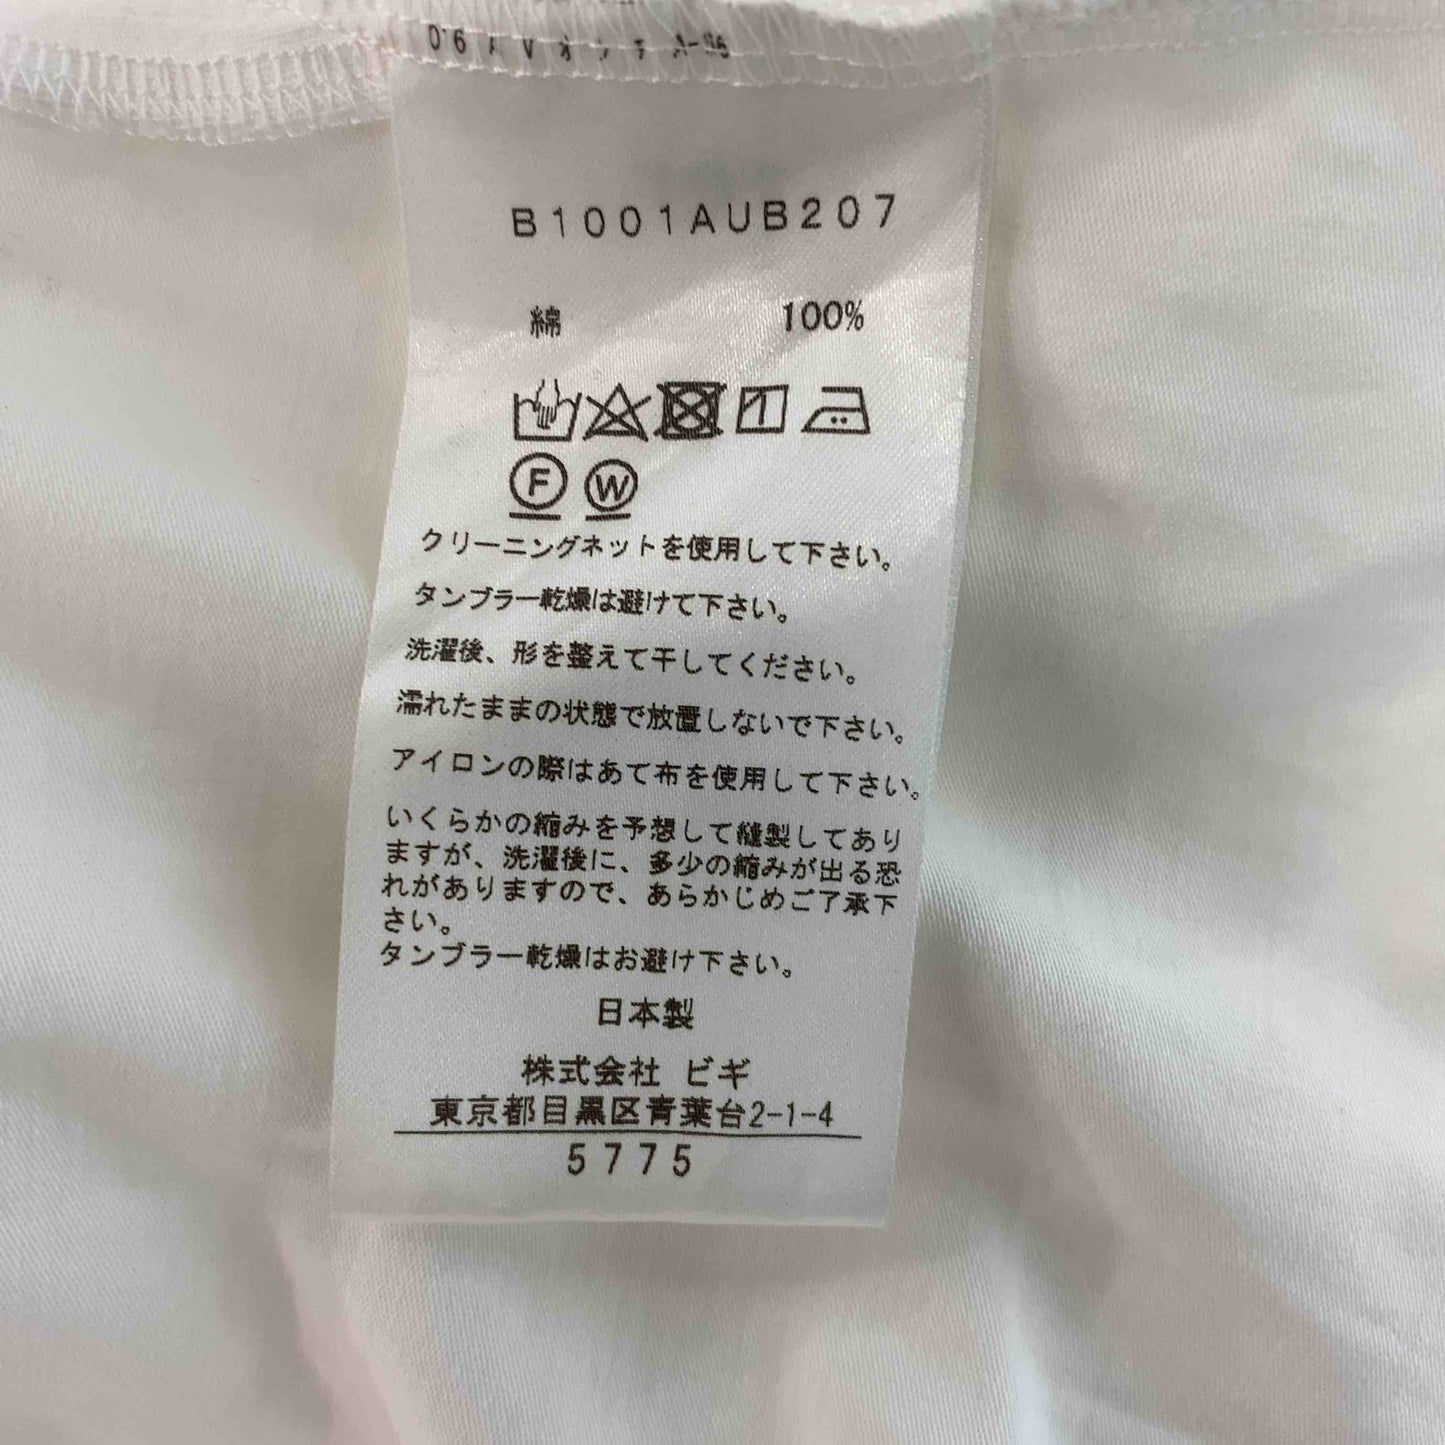 B1001AUB207
綿 100%
F W
クリーニングネットを使用して下さい。
タンブラー乾燥は避けて下さい。
洗濯後、形を整えて干してください。
濡れたままの状態で放置しないで下さい。
アイロンの際はあて布を使用して下さい。
いくらかの縮みを予想して縫製してあり
ますが、洗濯後に、多少の縮みが出る恐
れがありますので、あらかじめご了承下
さい。
タンブラー乾燥はお避け下さい。
日本製
株式会社 ビギ
東京都目黒区青葉台2-1-4
5775